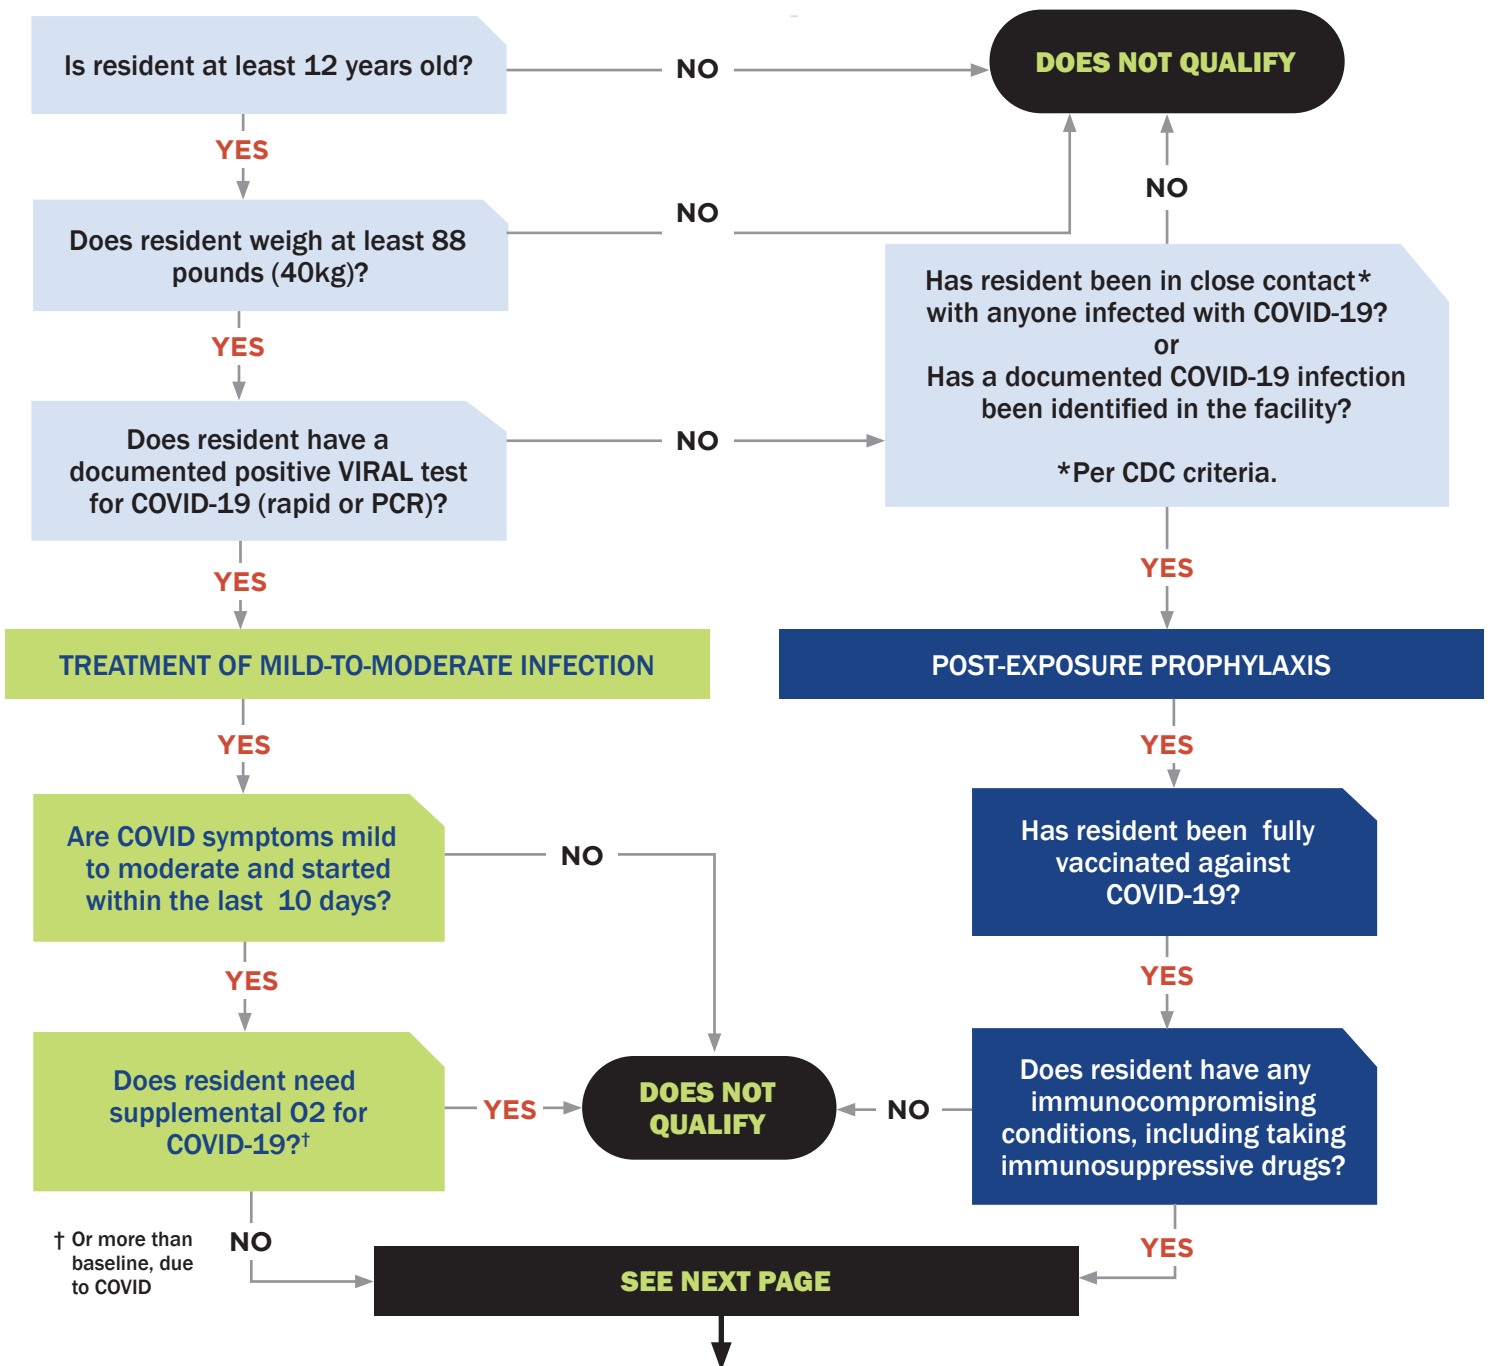 Is resident at least 12 years old?
NO
DOES NOT QUALIFY
YES
Does resident weigh at least 88
pounds (40kg)?
NO
NO
YES
Has resident been in close contact*
with anyone infected with COVID-19?
or
Has a documented COVID-19 infection
been identified in the facility?
*Per CDC criteria.
Does resident have a
documented positive VIRAL test
for COVID-19 (rapid or PCR)?
NO
YES
YES
TREATMENT OF MILD-TO-MODERATE INFECTION
POST-EXPOSURE PROPHYLAXIS
YES
YES
Are COVID symptoms mild
to moderate and started
within the last 10 days?
NO
Has resident been fully
vaccinated against
COVID-19?
YES
YES
Does resident need
supplemental O2 for
COVID-19?†
YES
DOES NOT
QUALIFY
NO
Does resident have any
immunocompromising
conditions, including taking
immunosuppressive drugs?
† Or more than
baseline, due
to COVID
NO
YES
SEE NEXT PAGE